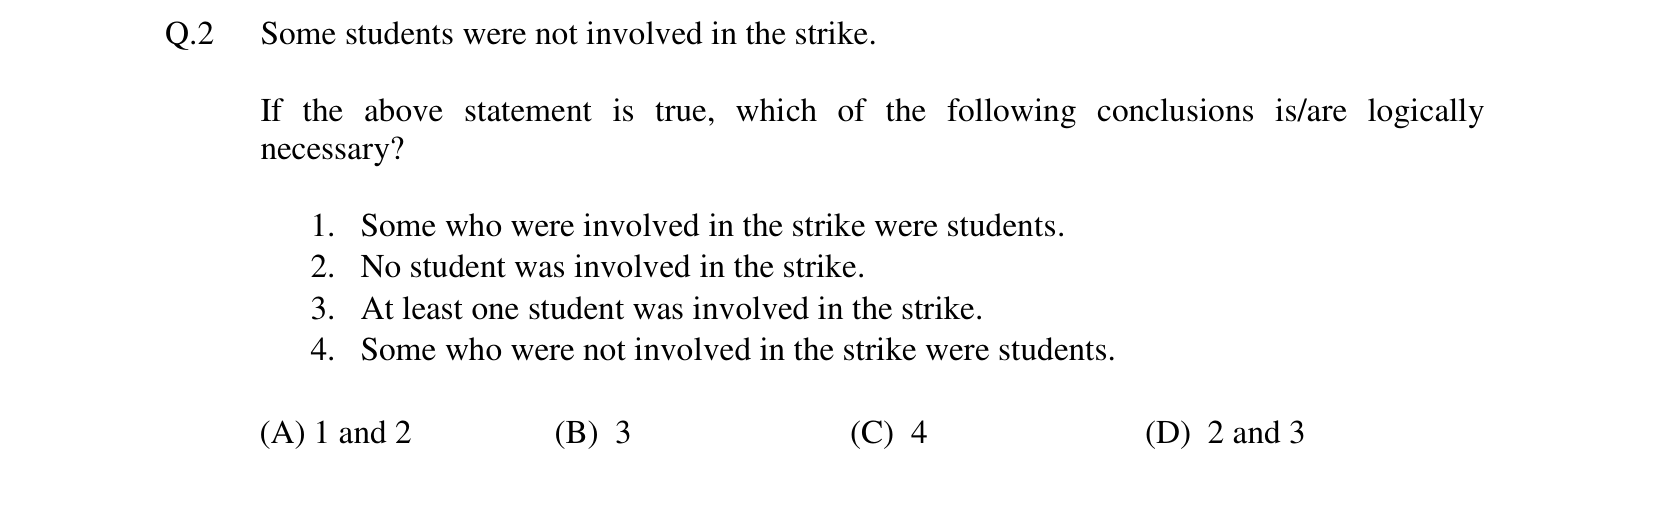 Q.2 Some students were not involved in the strike.
If the above statement is true, which of the following conclusions is/are logically
necessary?
1. Some who were involved in the strike were students.
2. No student was involved in the strike.
3. At least one student was involved in the strike.
4. Some who were not involved in the strike were students.
(A) 1 and 2 (B) 3 (C) 4 (D) 2 and 3